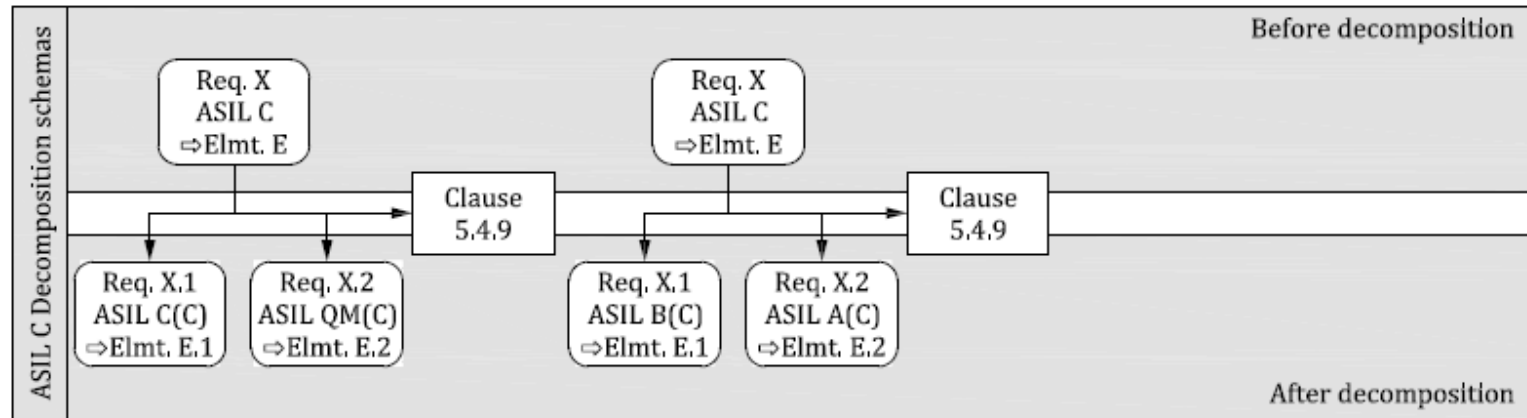 ASIL C Decomposition schemas
Before decomposition
Req. X
ASIL C
⇨Elmt. E
Req. X
ASIL C
⇨Elmt. E
Clause
5.4.9
Clause
5.4.9
Req. X.1
ASIL C(C)
⇨Elmt. E.1
Req. X.2
ASIL QM(C)
⇨Elmt. E.2
Req. X.1
ASIL B(C)
⇨Elmt. E.1
Req. X.2
ASIL A(C)
⇨Elmt. E.2
After decomposition